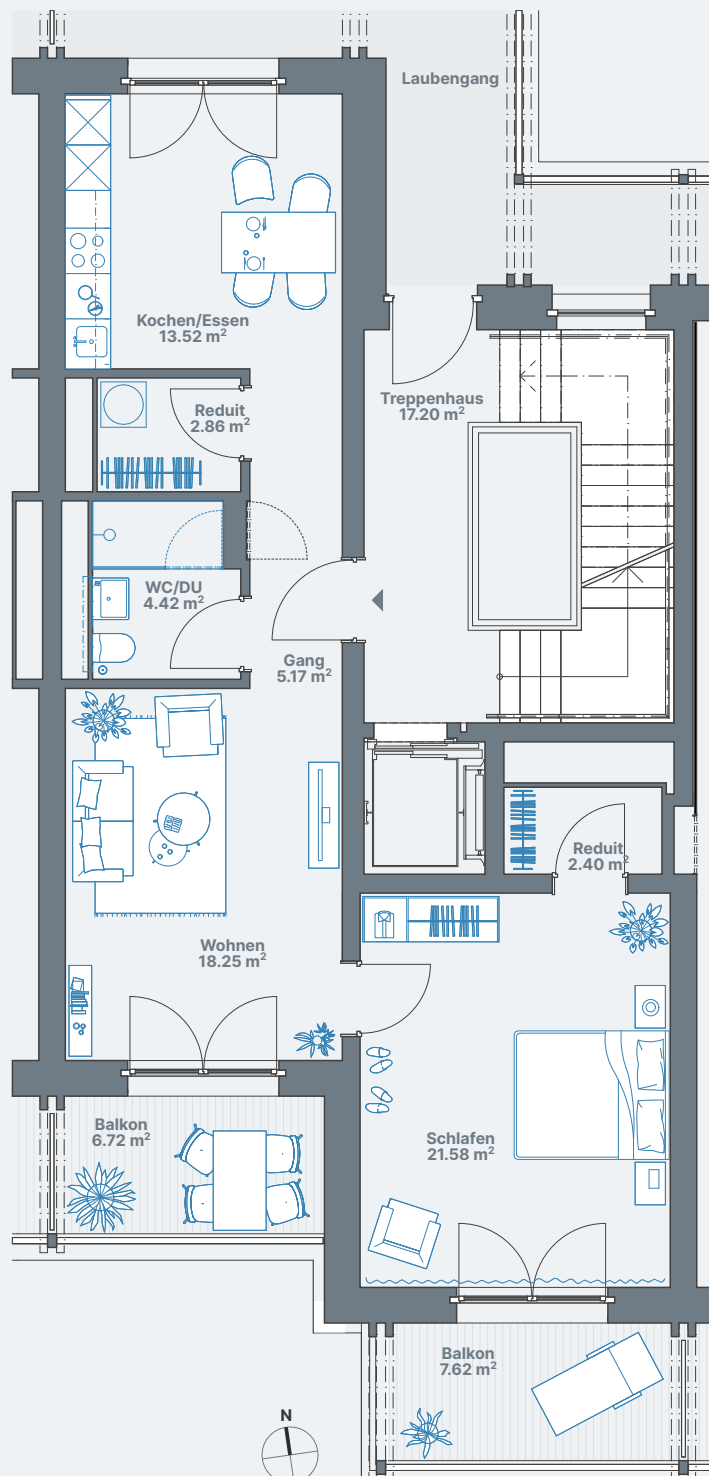 Laubengang
Kochen/Essen
13.52 m²
Treppenhaus
17.20 m²
Reduit
2.86 m²
WC/DU
4.42 m²
Gang
5.17 m²
Reduit
2.40 m²
Wohnen
18.25 m²
Balkon
6.72 m²
Schlafen
21.58 m²
Balkon
7.62 m²
N